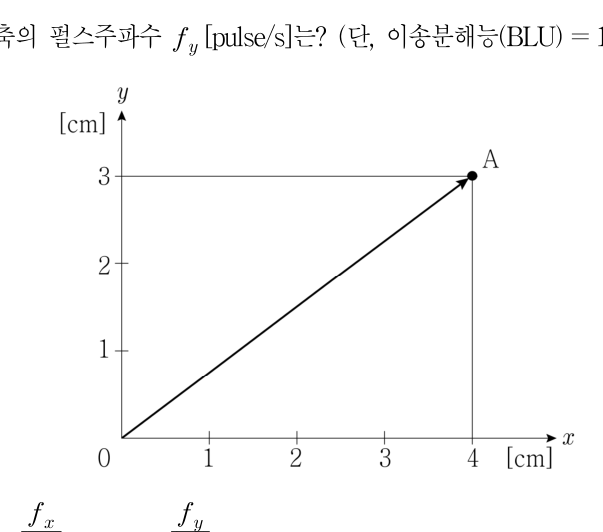 축의 펄스주파수 f_y [pulse/s]는? (단, 이송분해능(BLU) = 1
y
[cm]
A
3
2
1
0 1 2 3 4 [cm] x
f_x f_y